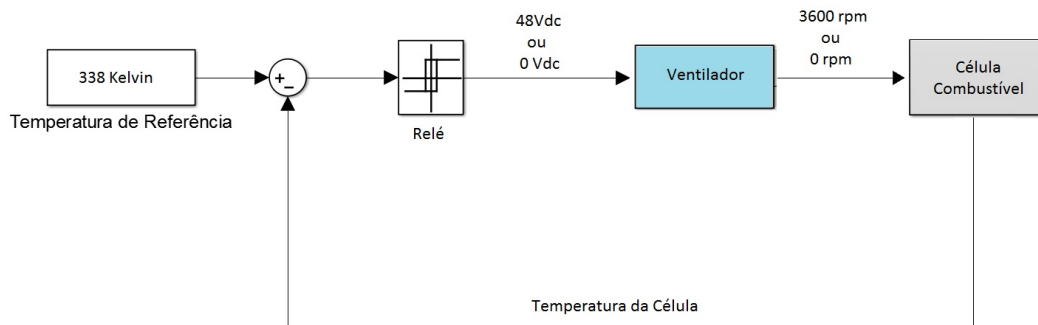 338 Kelvin
Temperatura de Referência
+
−
Relé
48Vdc
ou
0 Vdc
Ventilador
3600 rpm
ou
0 rpm
Célula
Combustível
Temperatura da Célula